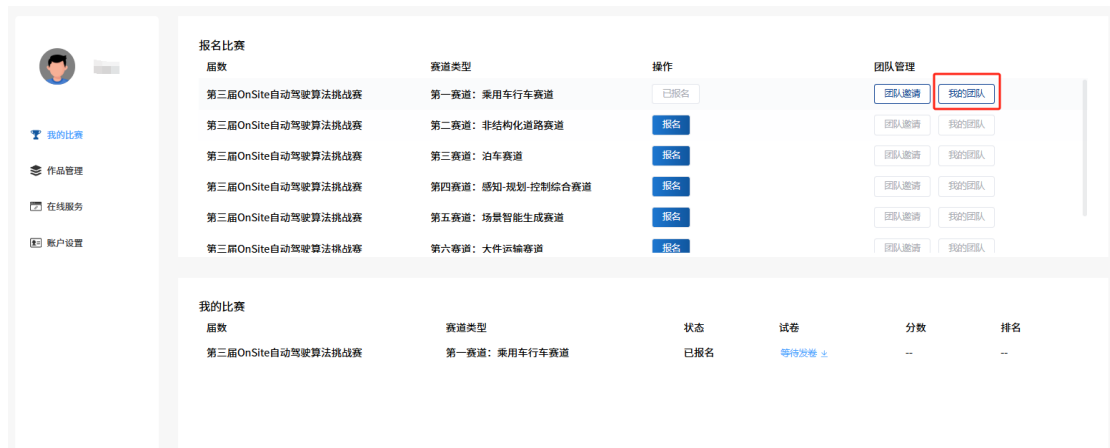 报名比赛
届数 赛道类型 操作 团队管理
第三届OnSite自动驾驶算法挑战赛 第一赛道：乘用车行车赛道 已报名 团队邀请 我的团队
第三届OnSite自动驾驶算法挑战赛 第二赛道：非结构化道路赛道 报名 团队邀请 我的团队
第三届OnSite自动驾驶算法挑战赛 第三赛道：泊车赛道 报名 团队邀请 我的团队
第三届OnSite自动驾驶算法挑战赛 第四赛道：感知-规划-控制综合赛道 报名 团队邀请 我的团队
第三届OnSite自动驾驶算法挑战赛 第五赛道：场景智能生成赛道 报名 团队邀请 我的团队
第三届OnSite自动驾驶算法挑战赛 第六赛道：大件运输赛道 报名 团队邀请 我的团队
我的比赛
作品管理
在线服务
账户设置
我的比赛
届数 赛道类型 状态 试卷 分数 排名
第三届OnSite自动驾驶算法挑战赛 第一赛道：乘用车行车赛道 已报名 等待发卷 -- --